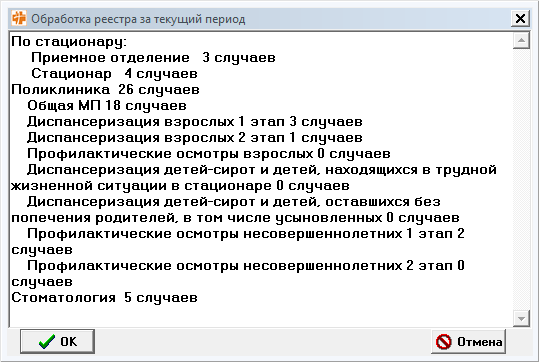 Обработка реестра за текущий период
По стационару:
Приемное отделение 3 случаев
Стационар 4 случаев
Поликлиника 26 случаев
Общая МП 18 случаев
Диспансеризация взрослых 1 этап 3 случаев
Диспансеризация взрослых 2 этап 1 случаев
Профилактические осмотры взрослых 0 случаев
Диспансеризация детей-сирот и детей, находящихся в трудной
жизненной ситуации в стационаре 0 случаев
Диспансеризация детей-сирот и детей, оставшихся без
попечения родителей, в том числе усыновленных 0 случаев
Профилактические осмотры несовершеннолетних 1 этап 2
случаев
Профилактические осмотры несовершеннолетних 2 этап 0
случаев
Стоматология 5 случаев
OK
Отмена